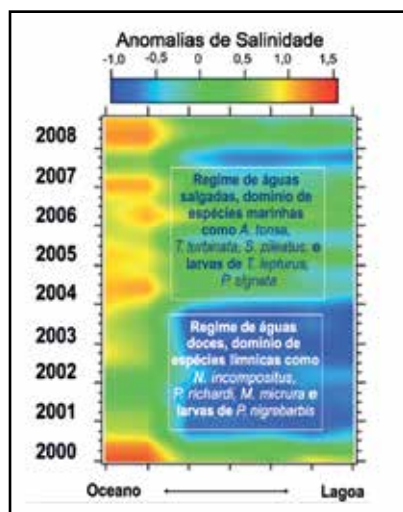 Anomalias de Salinidade
-1,0 -0,5 0 0,5 1,0 1,5
2008
2007
2006
2005
2004
2003
2002
2001
2000
Regime de águas
salgadas, domínio de
espécies marinhas
como A. tonsa,
T. turbinata, S. pileatus, e
larvas de T. lepturus,
P. signata
Regime de águas
doces, domínio de
espécies límnicas como
N. incompositus,
P. richardi, M. micrura e
larvas de P. nigrebarbis
Oceano Lagoa